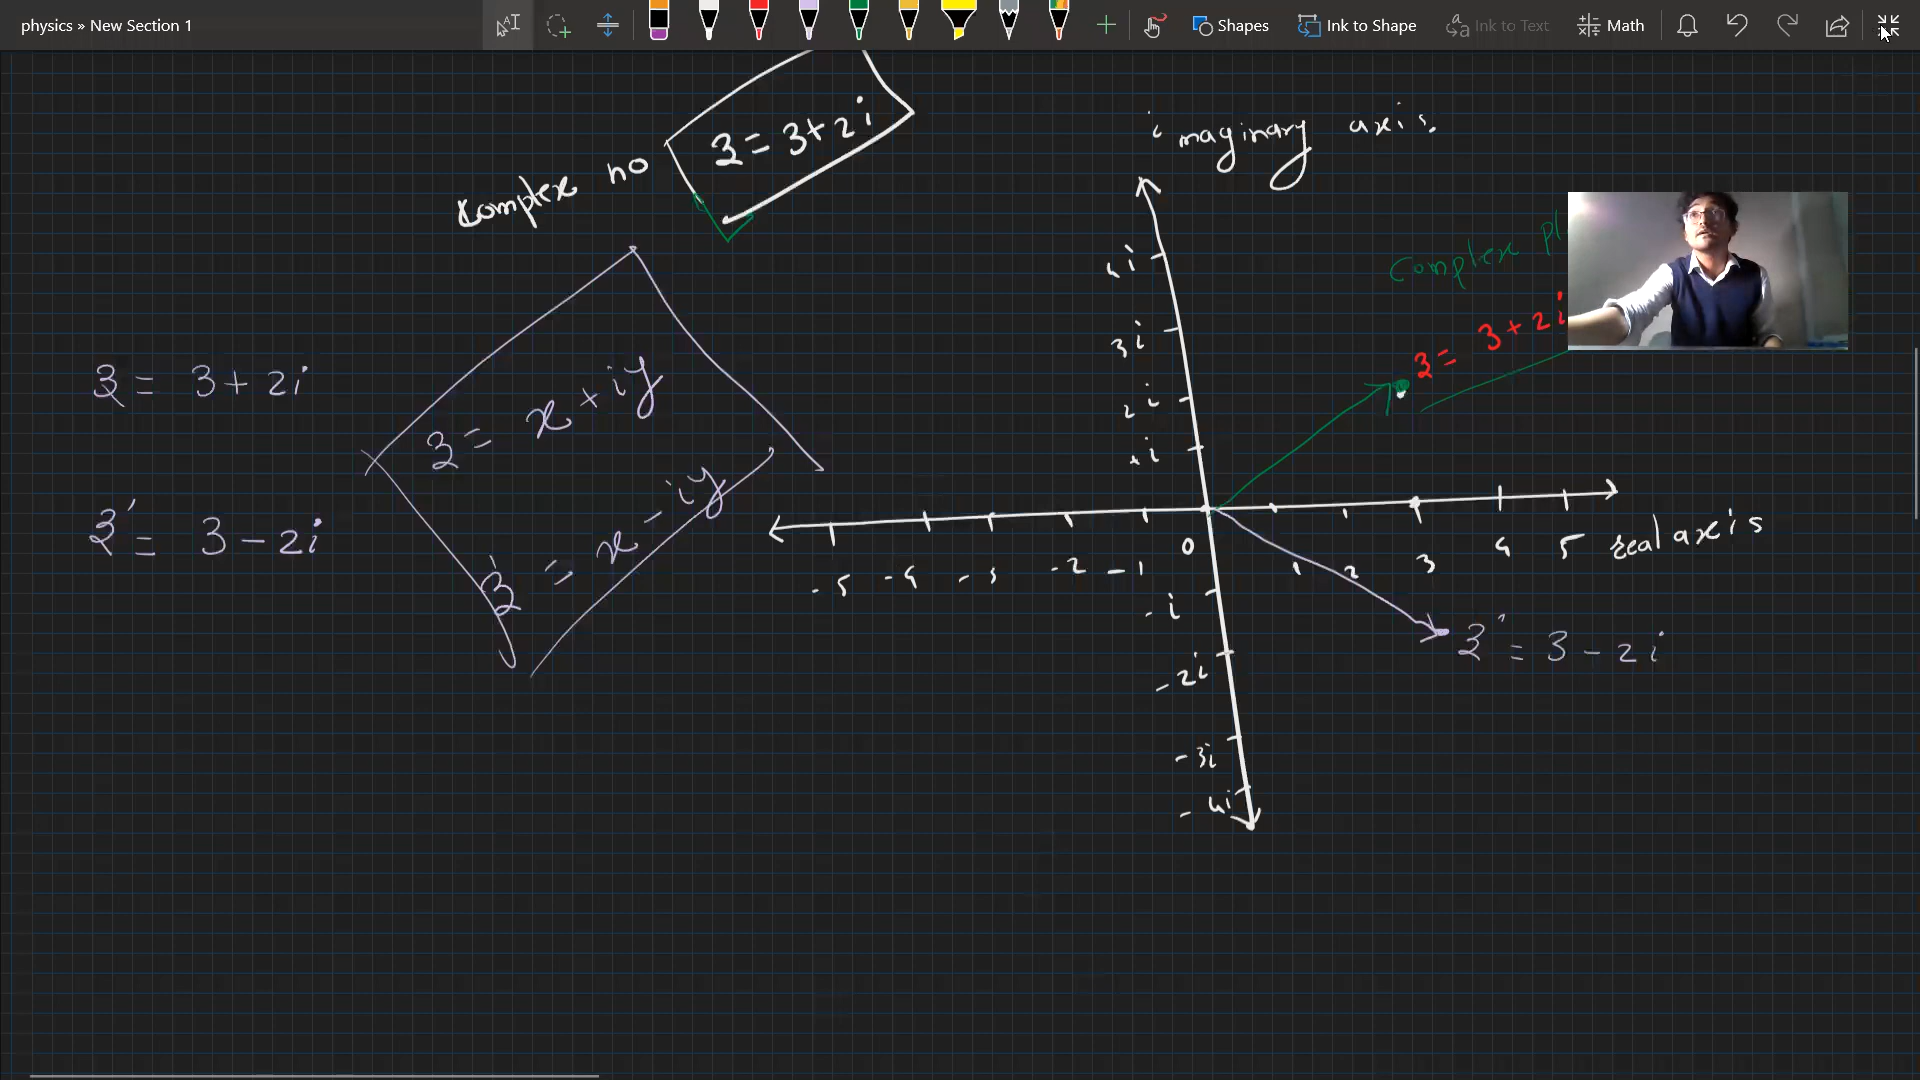 physics » New Section 1
Shapes
Ink to Shape
Ink to Text
Math
Complex no
z = 3 + 2i
imaginary axis.
Complex pl
z = 3 + 2i
z = 3 + 2i
z = x + iy
z' = 3 - 2i
z' = x - iy
4i
3i
2i
+i
-5 -4 -3 -2 -1 0 1 2 3 4 5 real axis
-i
z' = 3 - 2i
-2i
-3i
-4i